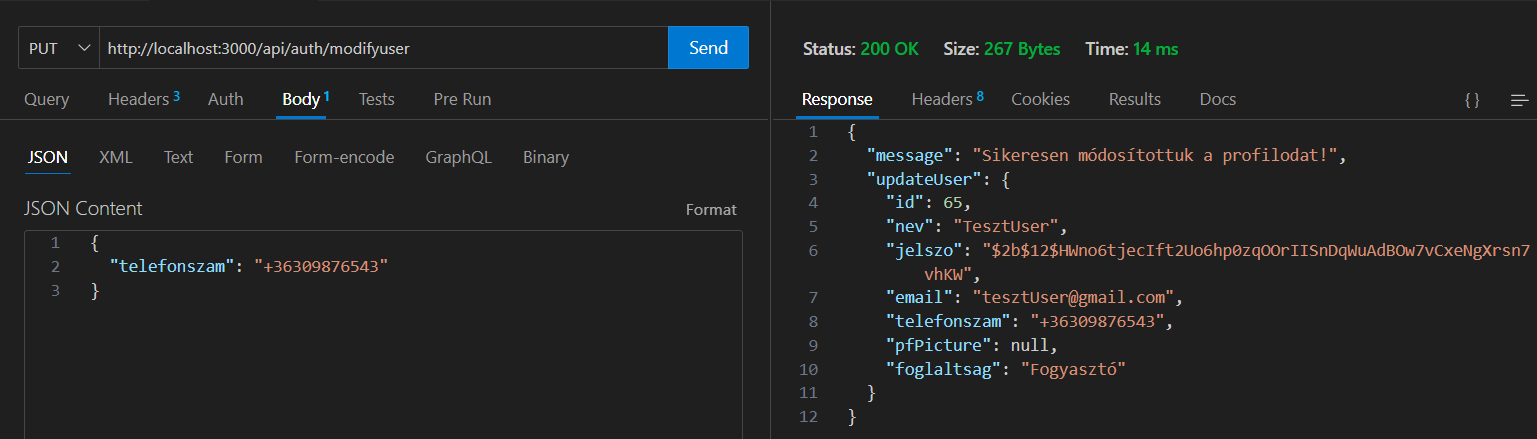 PUT http://localhost:3000/api/auth/modifyuser Send
Query Headers 3 Auth Body 1 Tests Pre Run
JSON XML Text Form Form-encode GraphQL Binary
JSON Content Format
1 {
2 "telefonszam": "+36309876543"
3 }
Status: 200 OK Size: 267 Bytes Time: 14 ms
Response Headers 8 Cookies Results Docs {}
1 {
2 "message": "Sikeresen módosítottuk a profilodat!",
3 "updateUser": {
4 "id": 65,
5 "nev": "TesztUser",
6 "jelszo": "$2b$12$HWno6tjecIft2Uo6hp0zqOOrIISnDqWuAdBOw7vCxeNgXrsn7
vhKW",
7 "email": "tesztUser@gmail.com",
8 "telefonszam": "+36309876543",
9 "pfPicture": null,
10 "foglaltsag": "Fogyasztó"
11 }
12 }